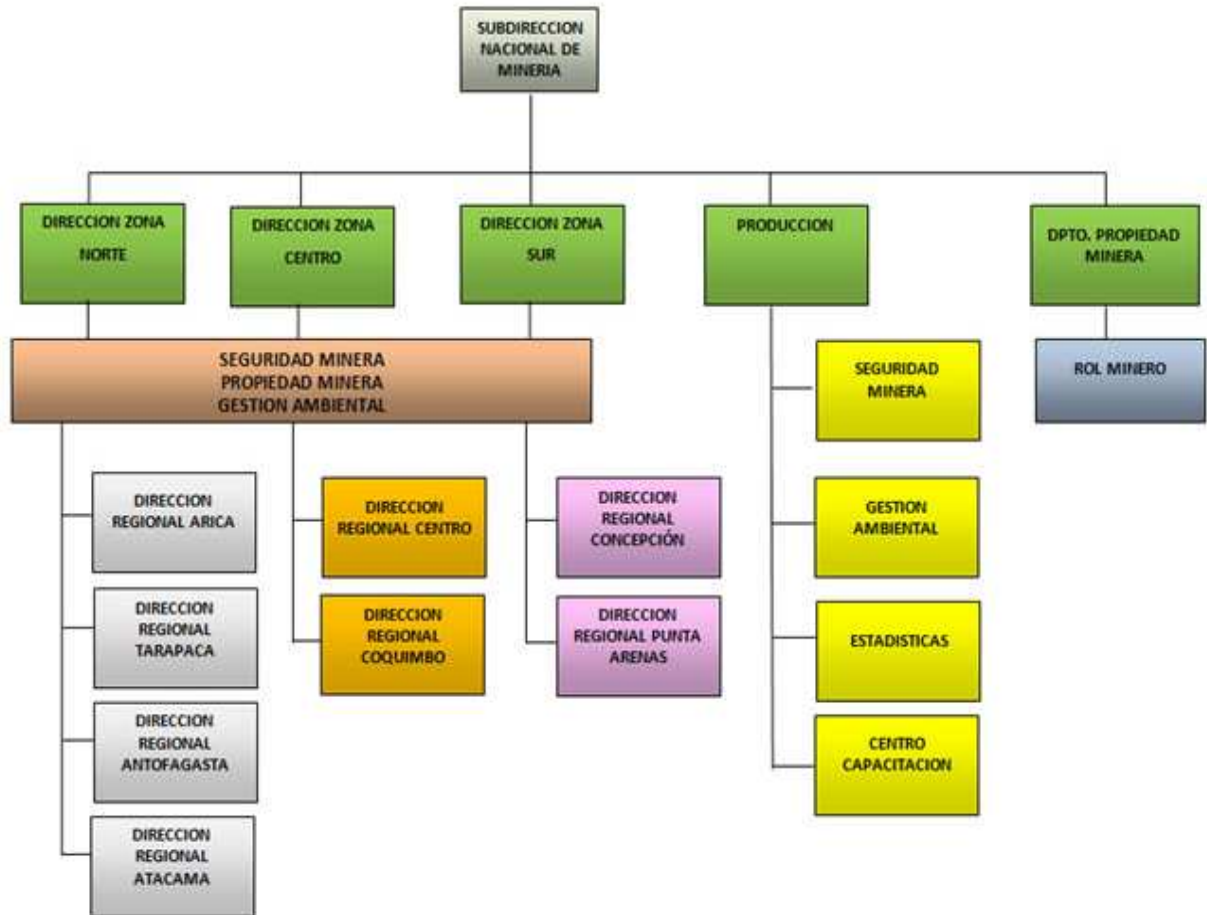 SUBDIRECCION
NACIONAL DE
MINERIA
DIRECCION ZONA
NORTE
DIRECCION ZONA
CENTRO
DIRECCION ZONA
SUR
PRODUCCION
DPTO. PROPIEDAD
MINERA
SEGURIDAD MINERA
PROPIEDAD MINERA
GESTION AMBIENTAL
DIRECCION
REGIONAL ARICA
DIRECCION
REGIONAL
TARAPACA
DIRECCION
REGIONAL
ANTOFAGASTA
DIRECCION
REGIONAL
ATACAMA
DIRECCION
REGIONAL CENTRO
DIRECCION
REGIONAL
COQUIMBO
DIRECCION
REGIONAL
CONCEPCIÓN
DIRECCION
REGIONAL PUNTA
ARENAS
SEGURIDAD
MINERA
GESTION
AMBIENTAL
ESTADISTICAS
CENTRO
CAPACITACION
ROL MINERO